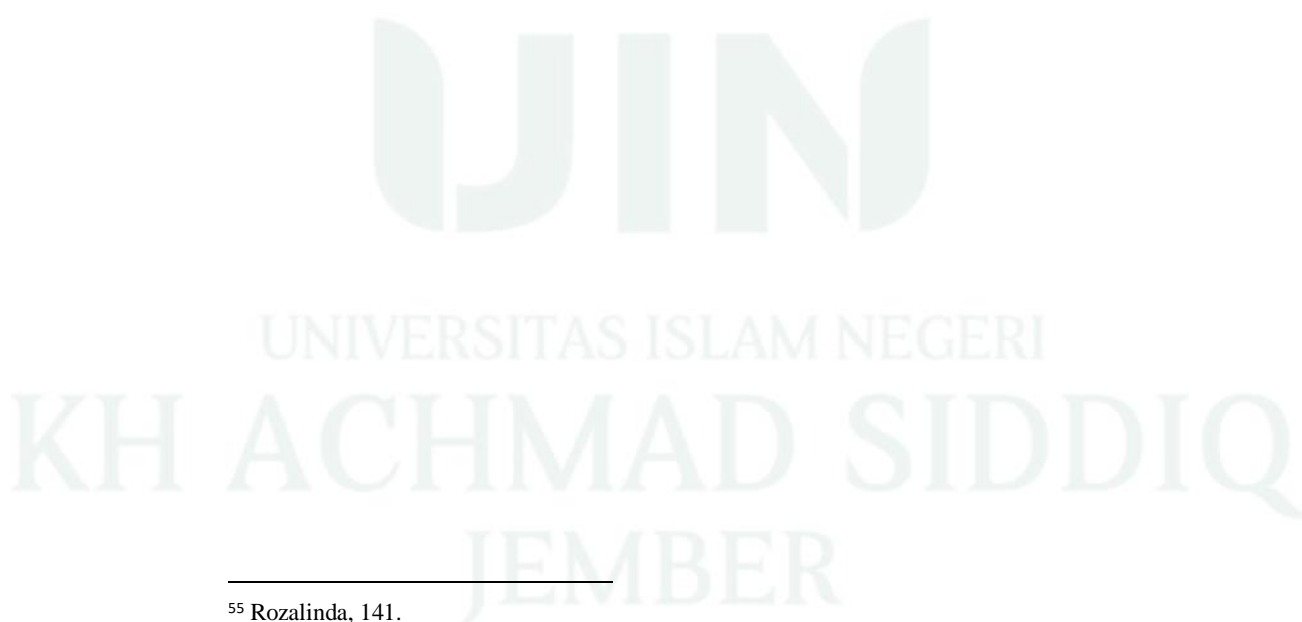 UIN
UNIVERSITAS ISLAM NEGERI
KH ACHMAD SIDDIQ
JEMBER
55 Rozalinda, 141.